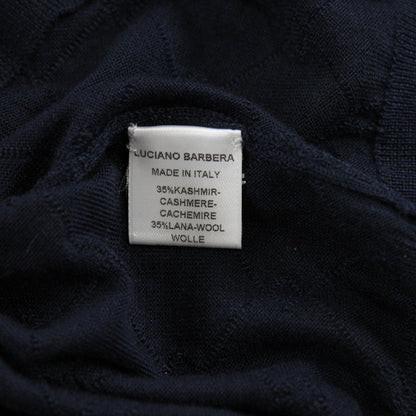 LUCIANO BARBERA
MADE IN ITALY
35%KASHMIR-
CASHMERE-
CACHEMIRE
35%LANA-WOOL
WOLLE